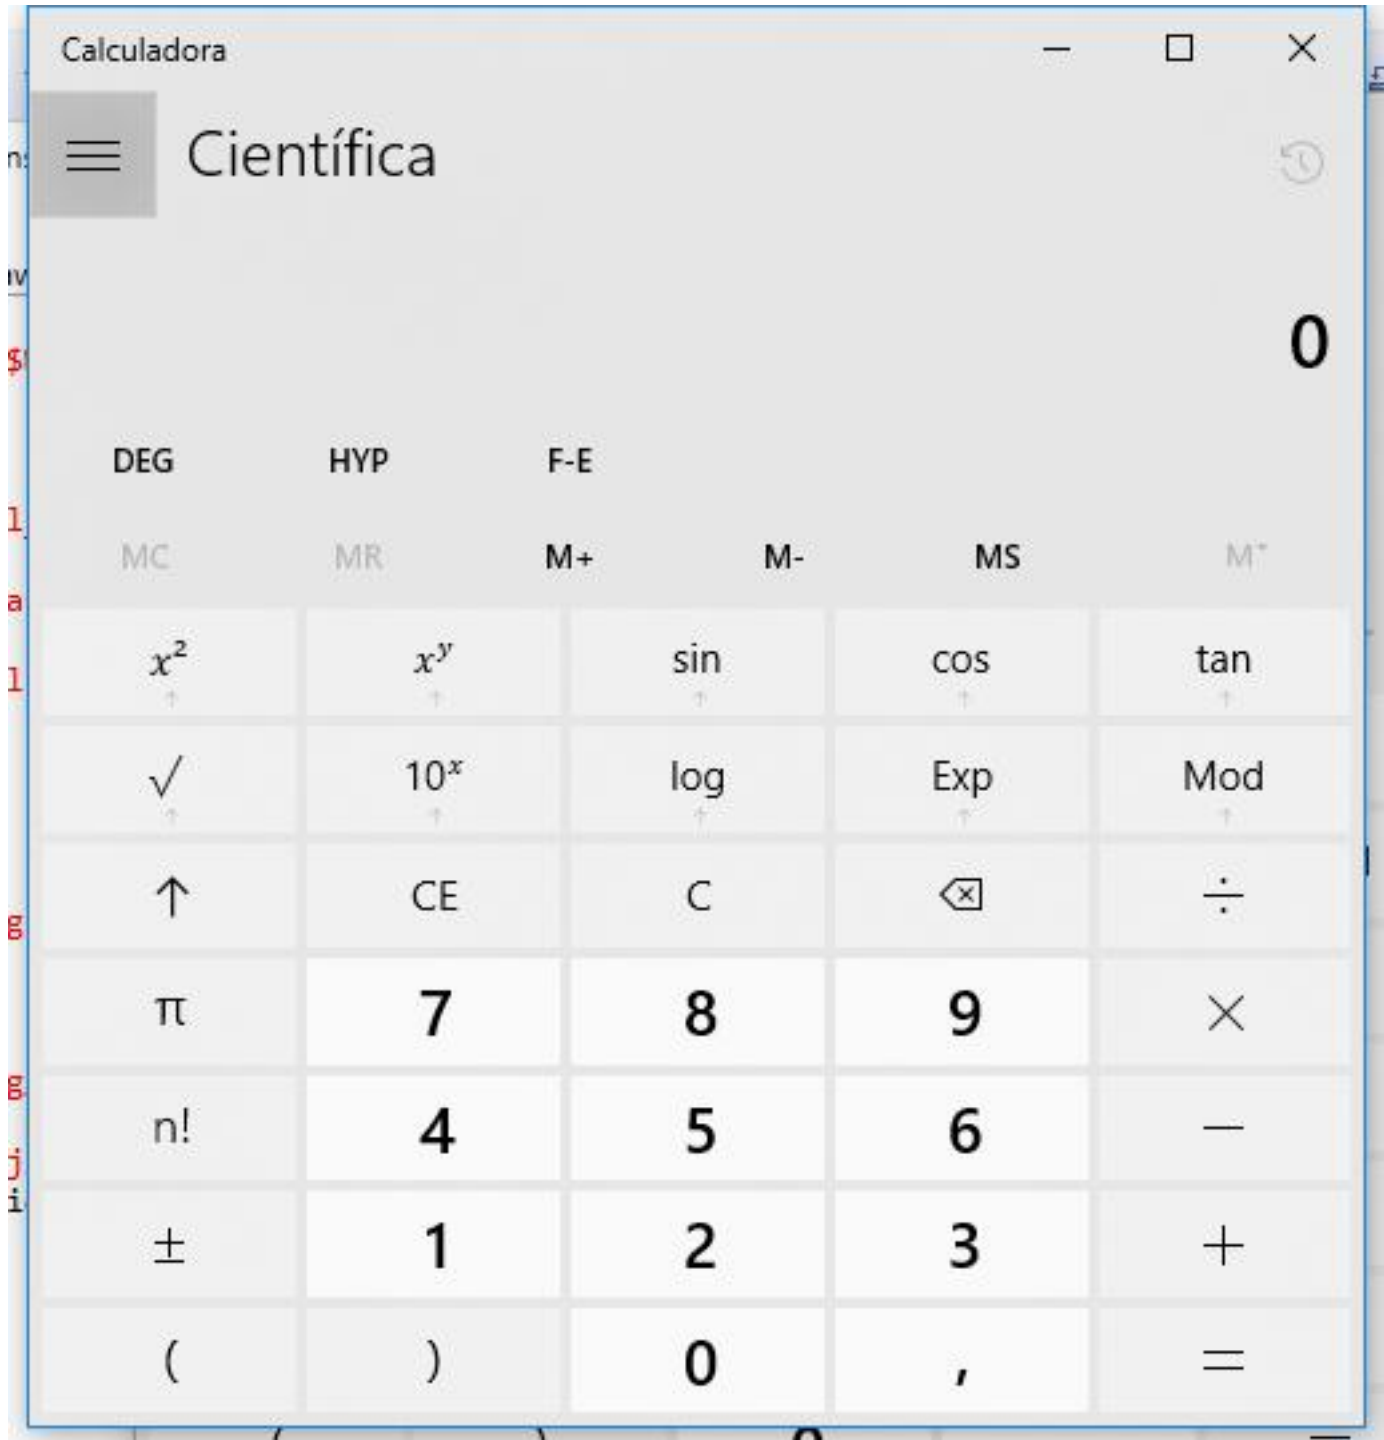 Calculadora
Científica
0
DEG HYP F-E
MC MR M+ M- MS M˅
x² xʸ sin cos tan
√ 10ˣ log Exp Mod
↑ CE C ÷
π 7 8 9 ×
n! 4 5 6 −
± 1 2 3 +
( ) 0 , =